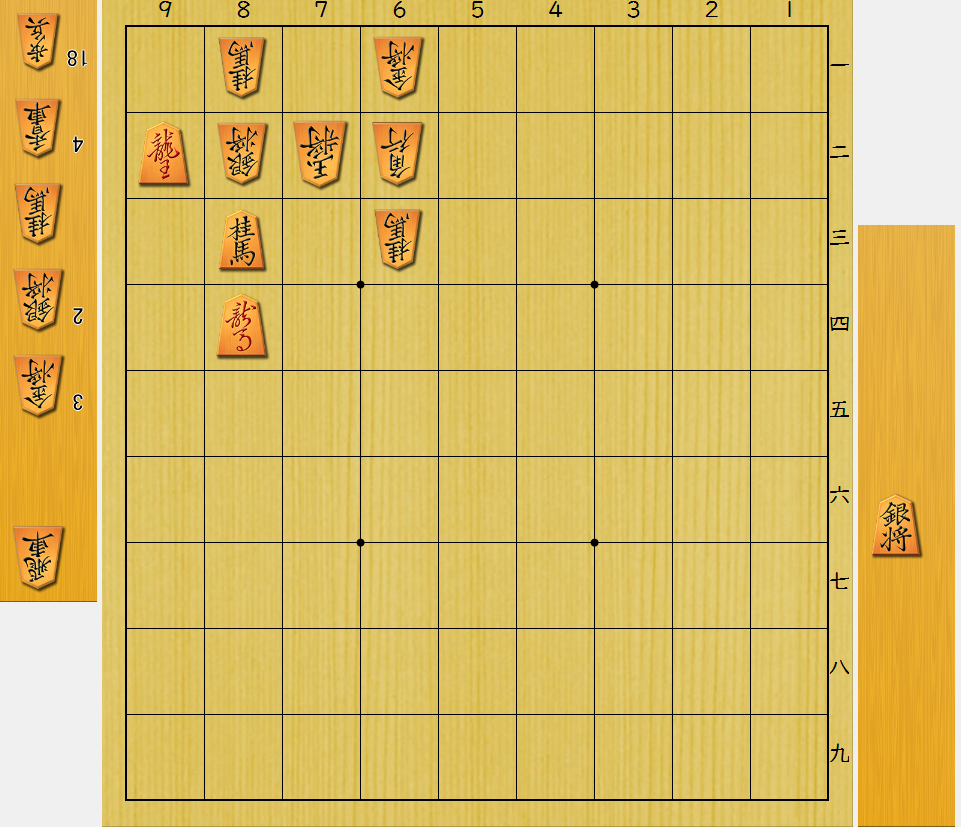 9 8 7 6 5 4 3 2 1
歩兵 18
香車 4
桂馬
銀将 2
金将 3
飛車
桂馬 金将 一
龍王 銀将 玉将 角行 二
桂馬 桂馬 三
龍馬 四
五
六
銀将
七
八
九